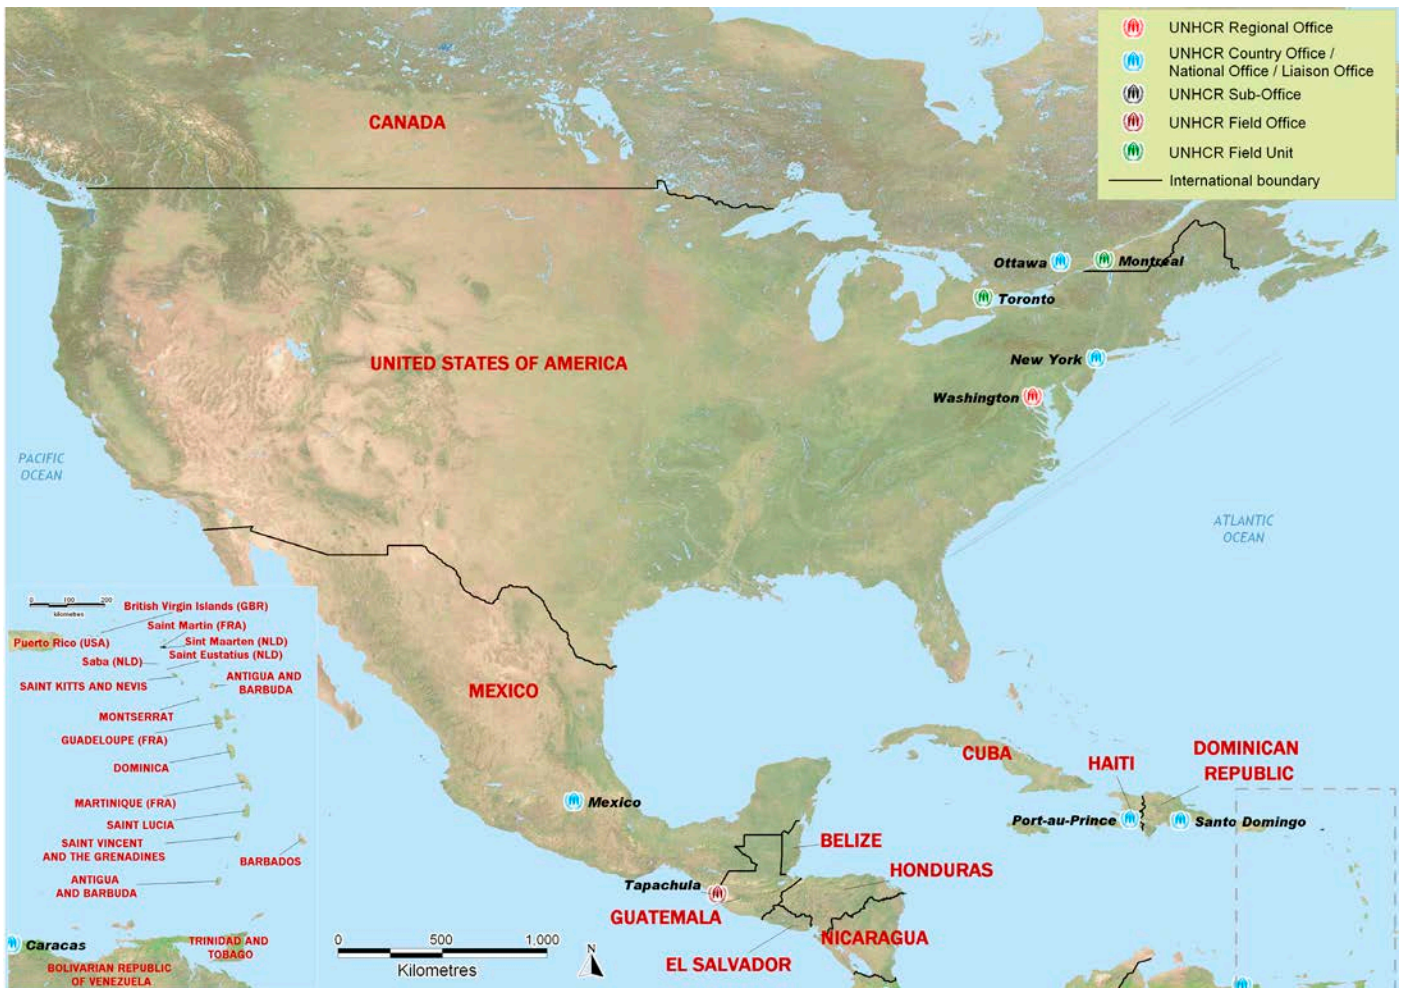 UNHCR Regional Office
UNHCR Country Office /
National Office / Liaison Office
UNHCR Sub-Office
UNHCR Field Office
UNHCR Field Unit
International boundary
CANADA
Ottawa
Montreal
Toronto
UNITED STATES OF AMERICA
New York
Washington
PACIFIC
OCEAN
ATLANTIC
OCEAN
0 100 200
kilometres
British Virgin Islands (GBR)
Saint Martin (FRA)
Puerto Rico (USA)
Sint Maarten (NLD)
Saint Eustatius (NLD)
Saba (NLD)
SAINT KITTS AND NEVIS
ANTIGUA AND
BARBUDA
MONTSERRAT
GUADELOUPE (FRA)
DOMINICA
MARTINIQUE (FRA)
SAINT LUCIA
SAINT VINCENT
AND THE GRENADINES
BARBADOS
ANTIGUA
AND BARBUDA
Caracas
TRINIDAD AND
TOBAGO
BOLIVARIAN REPUBLIC
OF VENEZUELA
MEXICO
Mexico
CUBA
HAITI
DOMINICAN
REPUBLIC
Port-au-Prince
Santo Domingo
BELIZE
HONDURAS
Tapachula
GUATEMALA
NICARAGUA
EL SALVADOR
0 500 1,000
Kilometres
N